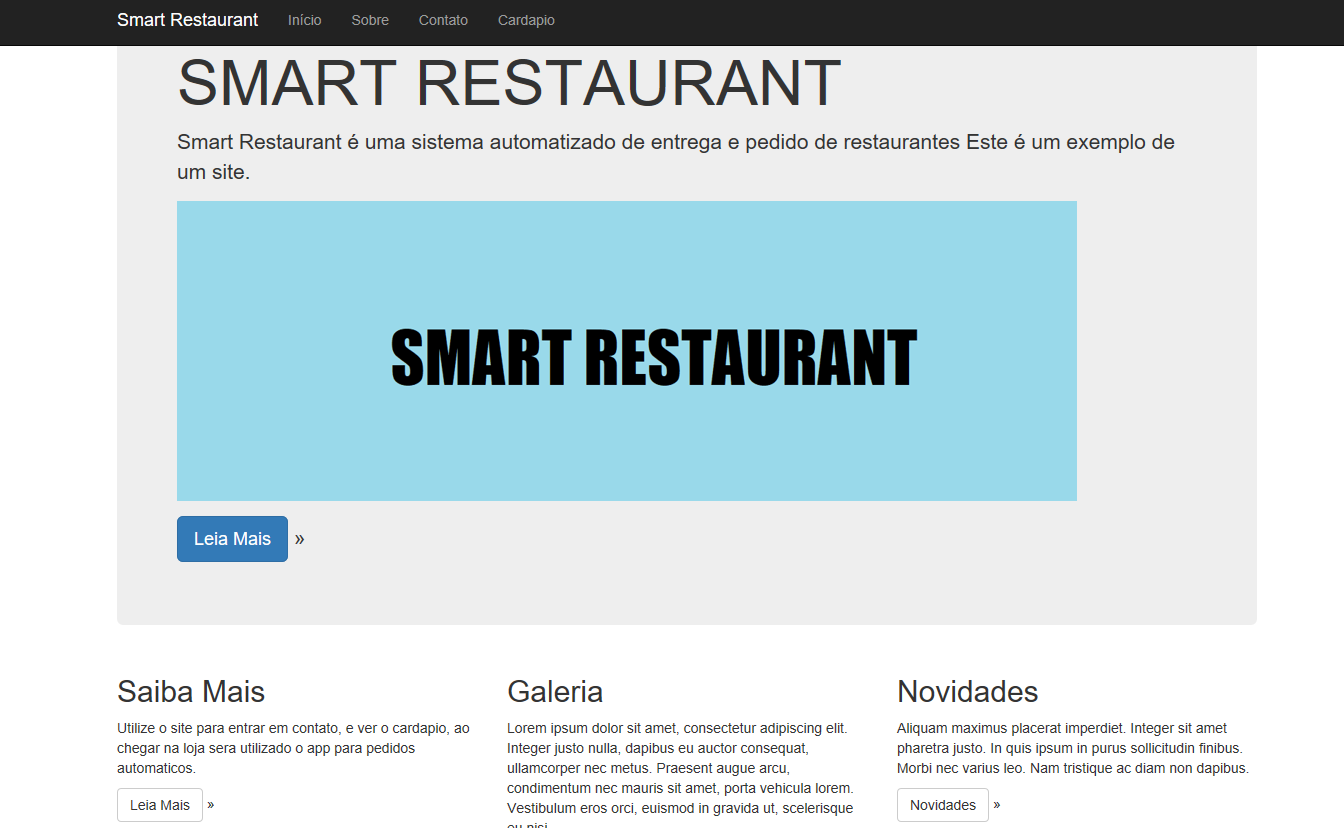 Smart Restaurant Início Sobre Contato Cardapio
SMART RESTAURANT
Smart Restaurant é uma sistema automatizado de entrega e pedido de restaurantes Este é um exemplo de
um site.
SMART RESTAURANT
Leia Mais »
Saiba Mais
Utilize o site para entrar em contato, e ver o cardapio, ao
chegar na loja sera utilizado o app para pedidos
automaticos.
Leia Mais »
Galeria
Lorem ipsum dolor sit amet, consectetur adipiscing elit.
Integer justo nulla, dapibus eu auctor consequat,
ullamcorper nec metus. Praesent augue arcu,
condimentum nec mauris sit amet, porta vehicula lorem.
Vestibulum eros orci, euismod in gravida ut, scelerisque
eu nisi
Novidades
Aliquam maximus placerat imperdiet. Integer sit amet
pharetra justo. In quis ipsum in purus sollicitudin finibus.
Morbi nec varius leo. Nam tristique ac diam non dapibus.
Novidades »